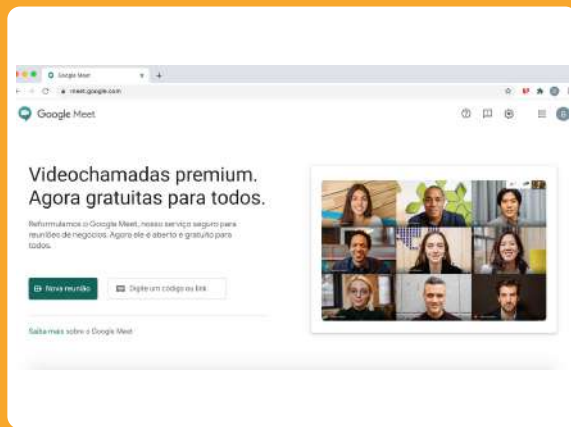 Google Meet
meet.google.com
Google Meet
Videochamadas premium.
Agora gratuitas para todos.
Reformulamos o Google Meet, nosso serviço seguro para
reuniões de negócios. Agora ele é aberto e gratuito para
todos.
Nova reunião
Digite um código ou link
Saiba mais sobre o Google Meet